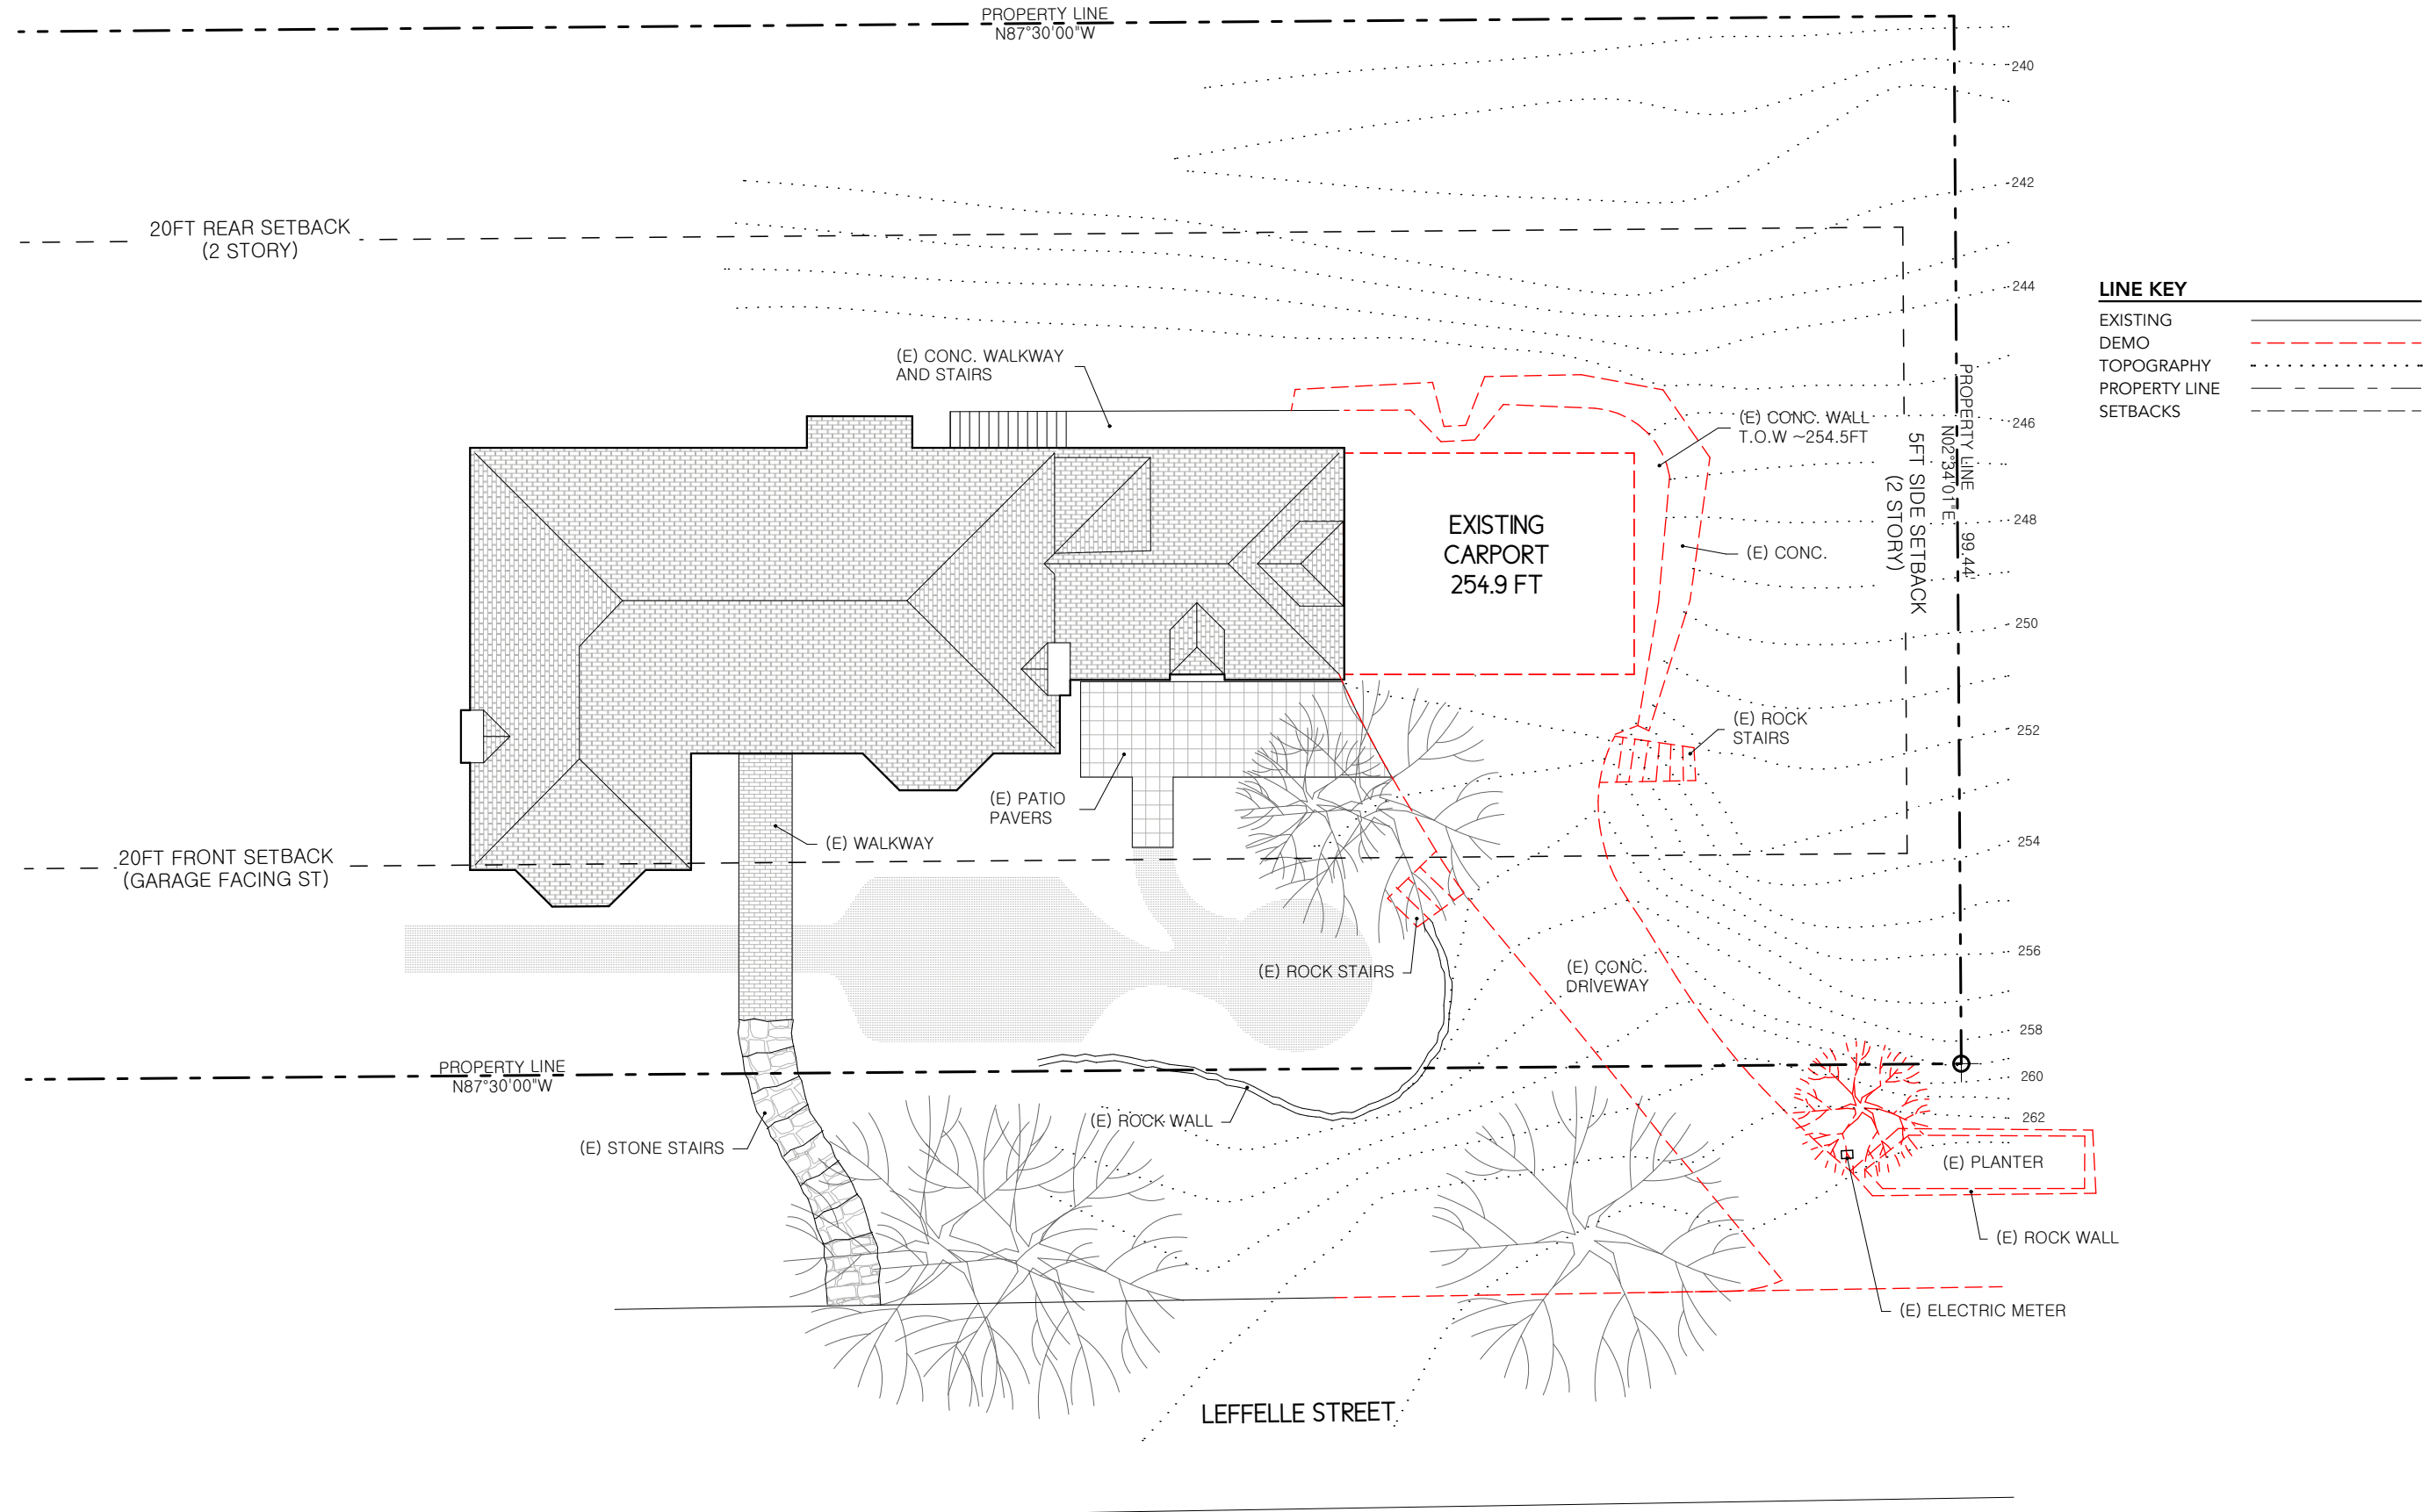 PROPERTY LINE
N87°30'00"W
240
242
20FT REAR SETBACK
(2 STORY)
244
LINE KEY
EXISTING
DEMO
TOPOGRAPHY
PROPERTY LINE
SETBACKS
(E) CONC. WALKWAY
AND STAIRS
(E) CONC. WALL
T.O.W ~254.5FT
246
PROPERTY LINE
N02°34'01"E
99.44'
5FT SIDE SETBACK
(2 STORY)
248
EXISTING
CARPORT
254.9 FT
(E) CONC.
250
(E) ROCK
STAIRS
252
(E) PATIO
PAVERS
(E) WALKWAY
254
20FT FRONT SETBACK
(GARAGE FACING ST)
256
(E) ROCK STAIRS
(E) CONC.
DRIVEWAY
258
PROPERTY LINE
N87°30'00"W
260
262
(E) ROCK WALL
(E) STONE STAIRS
(E) PLANTER
(E) ROCK WALL
(E) ELECTRIC METER
LEFFELLE STREET